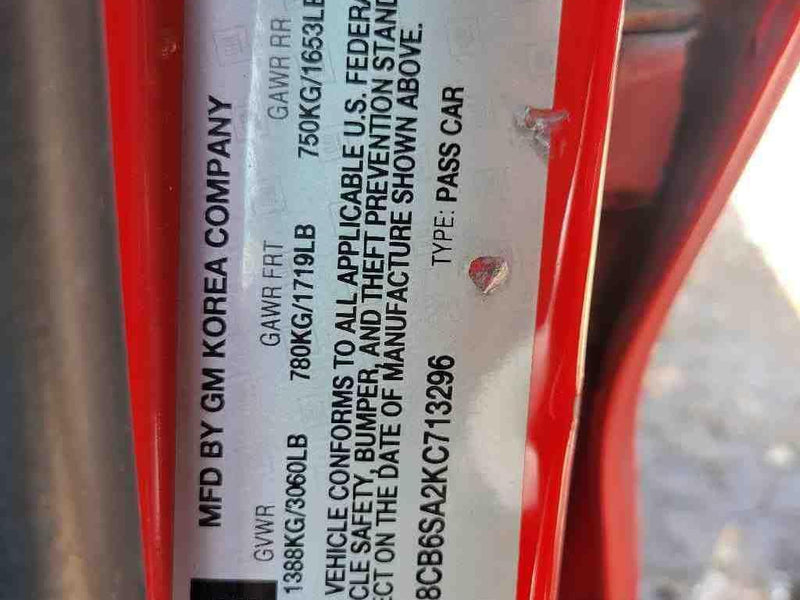 MFD BY GM KOREA COMPANY
GVWR GAWR FRT GAWR RR
1388KG/3060LB 780KG/1719LB 750KG/1653LB
VEHICLE CONFORMS TO ALL APPLICABLE U.S. FEDERA
CLE SAFETY, BUMPER, AND THEFT PREVENTION STAND
ECT ON THE DATE OF MANUFACTURE SHOWN ABOVE.
8CB6SA2KC713296 TYPE: PASS CAR